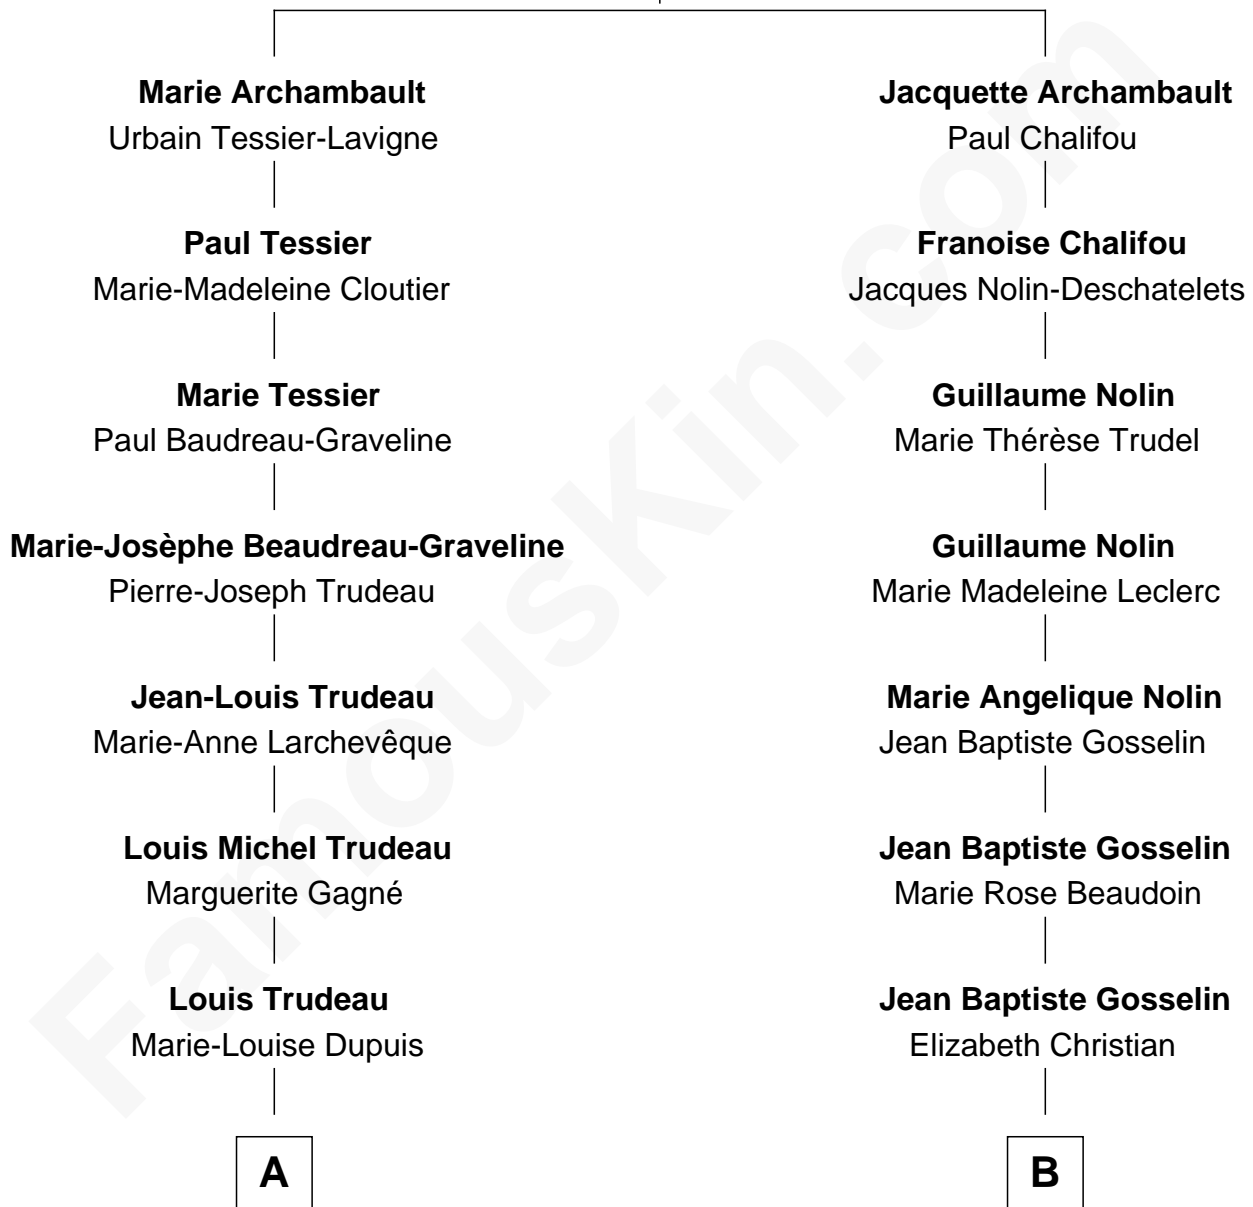 Marie Archambault
Urbain Tessier-Lavigne
Paul Tessier
Marie-Madeleine Cloutier
Marie Tessier
Paul Baudreau-Graveline
Marie-Josèphe Beaudreau-Graveline
Pierre-Joseph Trudeau
Jean-Louis Trudeau
Marie-Anne Larchevêque
Louis Michel Trudeau
Marguerite Gagné
Louis Trudeau
Marie-Louise Dupuis
A
Jacquette Archambault
Paul Chalifou
Franoise Chalifou
Jacques Nolin-Deschatelets
Guillaume Nolin
Marie Thérèse Trudel
Guillaume Nolin
Marie Madeleine Leclerc
Marie Angelique Nolin
Jean Baptiste Gosselin
Jean Baptiste Gosselin
Marie Rose Beaudoin
Jean Baptiste Gosselin
Elizabeth Christian
B
FamousKin.com